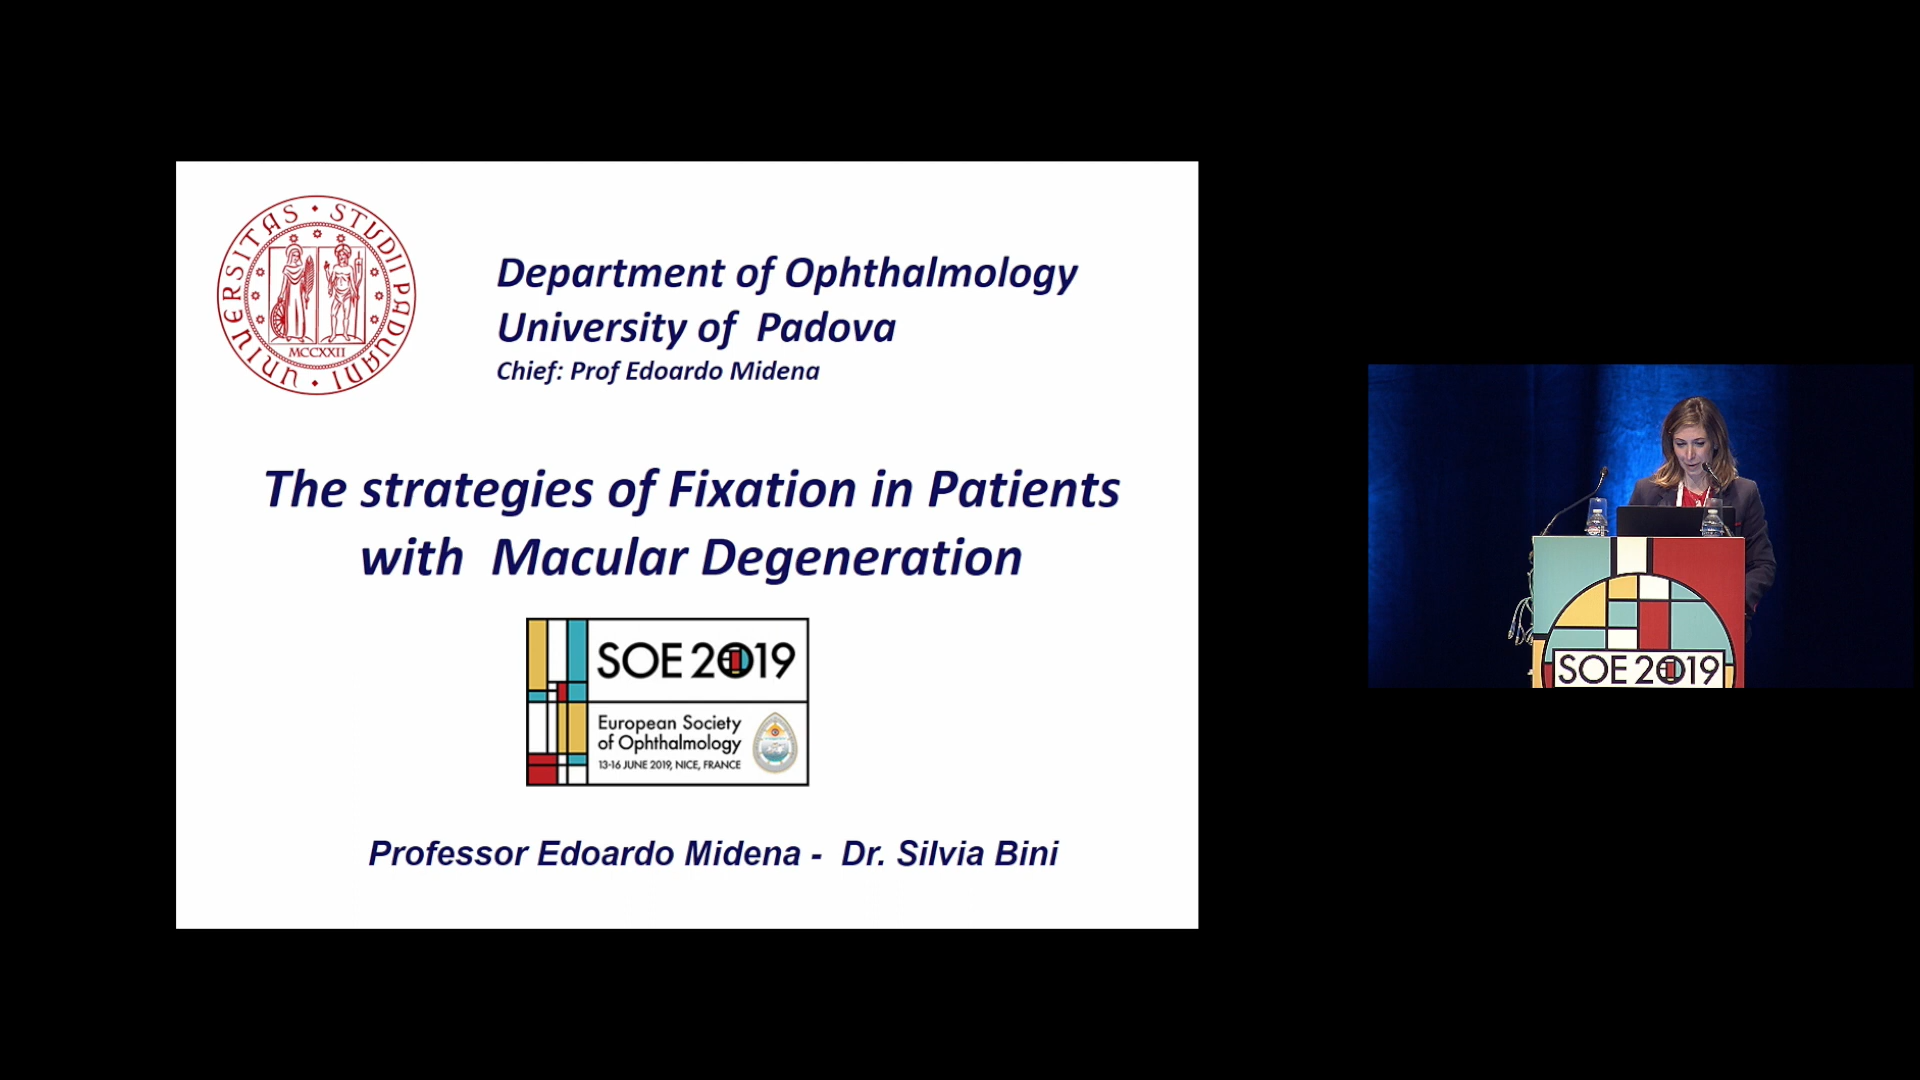 UNIVERSITAS • STUDII PADUANI •
MCCXXII
Department of Ophthalmology
University of Padova
Chief: Prof Edoardo Midena
The strategies of Fixation in Patients
with Macular Degeneration
SOE 2019
European Society
of Ophthalmology
13-16 JUNE 2019, NICE, FRANCE
Professor Edoardo Midena - Dr. Silvia Bini
SOE 2019